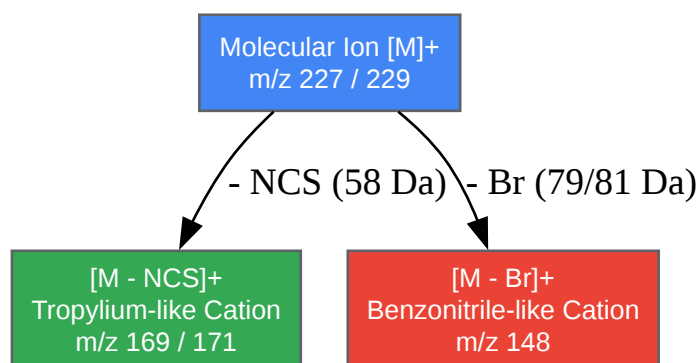 Molecular Ion [M]+
m/z 227 / 229
- NCS (58 Da)
- Br (79/81 Da)
[M - NCS]+
Tropylium-like Cation
m/z 169 / 171
[M - Br]+
Benzonitrile-like Cation
m/z 148